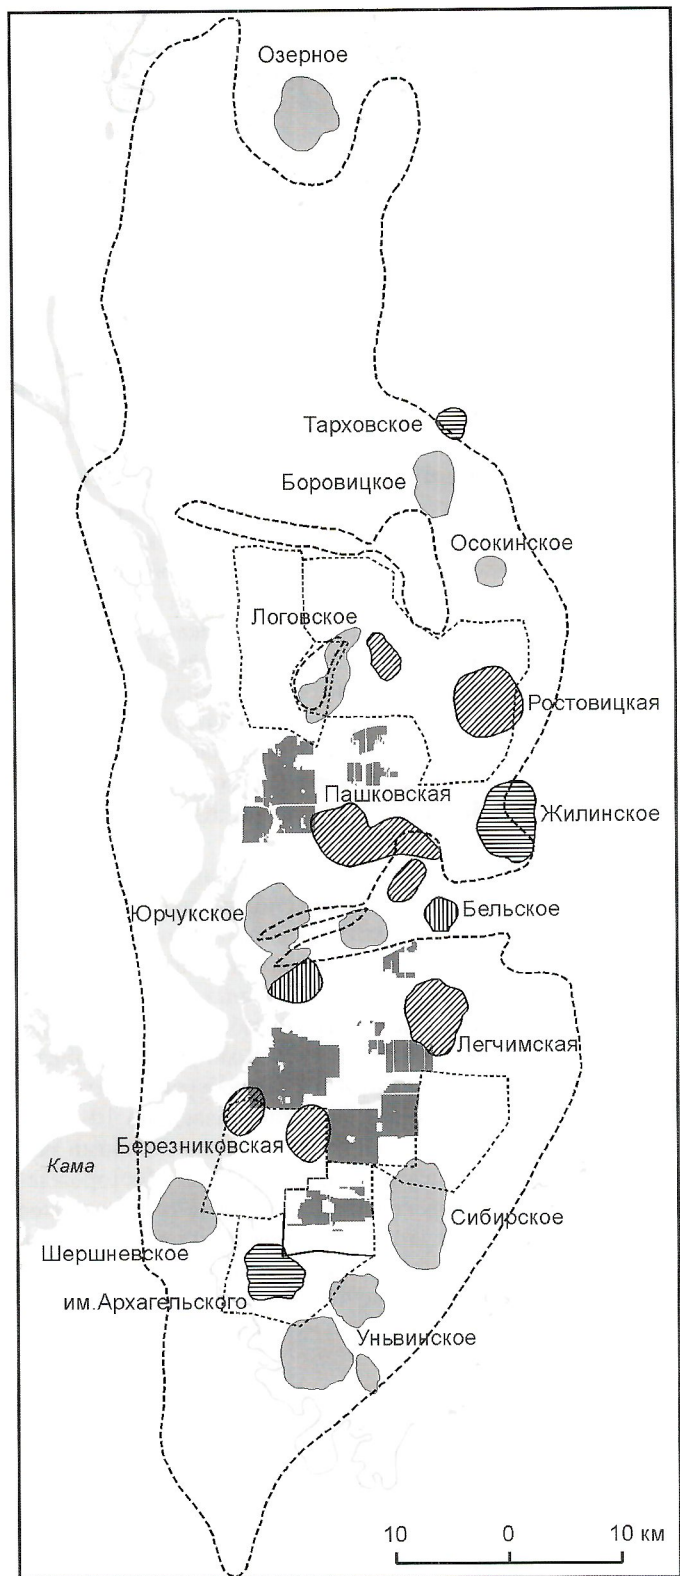 Озерное
Тарховское
Боровицкое
Осокинское
Логовское
Ростовицкая
Пашковская
Жилинское
Юрчукское
Бельское
Легчимская
Березниковская
Кама
Сибирское
Шершневское
им.Архагельского
Уньвинское
10 0 10 км